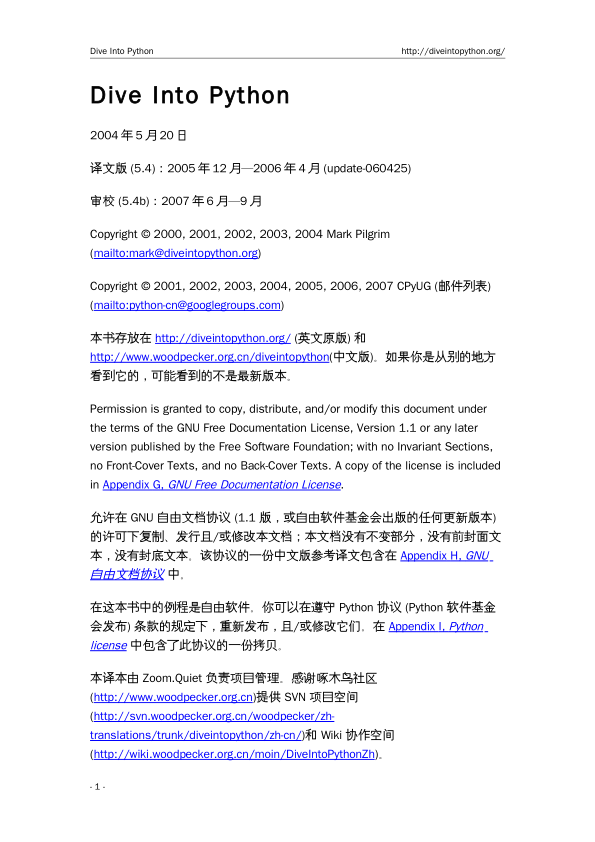 Dive Into Python http://diveintopython.org/
Dive Into Python
2004 年 5 月 20 日
译文版 (5.4)：2005 年 12 月—2006 年 4 月 (update-060425)
审校 (5.4b)：2007 年 6 月—9 月
Copyright © 2000, 2001, 2002, 2003, 2004 Mark Pilgrim
(mailto:mark@diveintopython.org)
Copyright © 2001, 2002, 2003, 2004, 2005, 2006, 2007 CPyUG (邮件列表)
(mailto:python-cn@googlegroups.com)
本书存放在 http://diveintopython.org/ (英文原版) 和
http://www.woodpecker.org.cn/diveintopython(中文版)。如果你是从别的地方
看到它的，可能看到的不是最新版本。
Permission is granted to copy, distribute, and/or modify this document under
the terms of the GNU Free Documentation License, Version 1.1 or any later
version published by the Free Software Foundation; with no Invariant Sections,
no Front-Cover Texts, and no Back-Cover Texts. A copy of the license is included
in Appendix G, GNU Free Documentation License.
允许在 GNU 自由文档协议 (1.1 版，或自由软件基金会出版的任何更新版本)
的许可下复制、发行且/或修改本文档；本文档没有不变部分，没有前封面文
本，没有封底文本。该协议的一份中文版参考译文包含在 Appendix H, GNU
自由文档协议 中。
在这本书中的例程是自由软件。你可以在遵守 Python 协议 (Python 软件基金
会发布) 条款的规定下，重新发布，且/或修改它们。在 Appendix I, Python
license 中包含了此协议的一份拷贝。
本译本由 Zoom.Quiet 负责项目管理。感谢啄木鸟社区
(http://www.woodpecker.org.cn)提供 SVN 项目空间
(http://svn.woodpecker.org.cn/woodpecker/zh-
translations/trunk/diveintopython/zh-cn/)和 Wiki 协作空间
(http://wiki.woodpecker.org.cn/moin/DiveIntoPythonZh)。
- 1 -